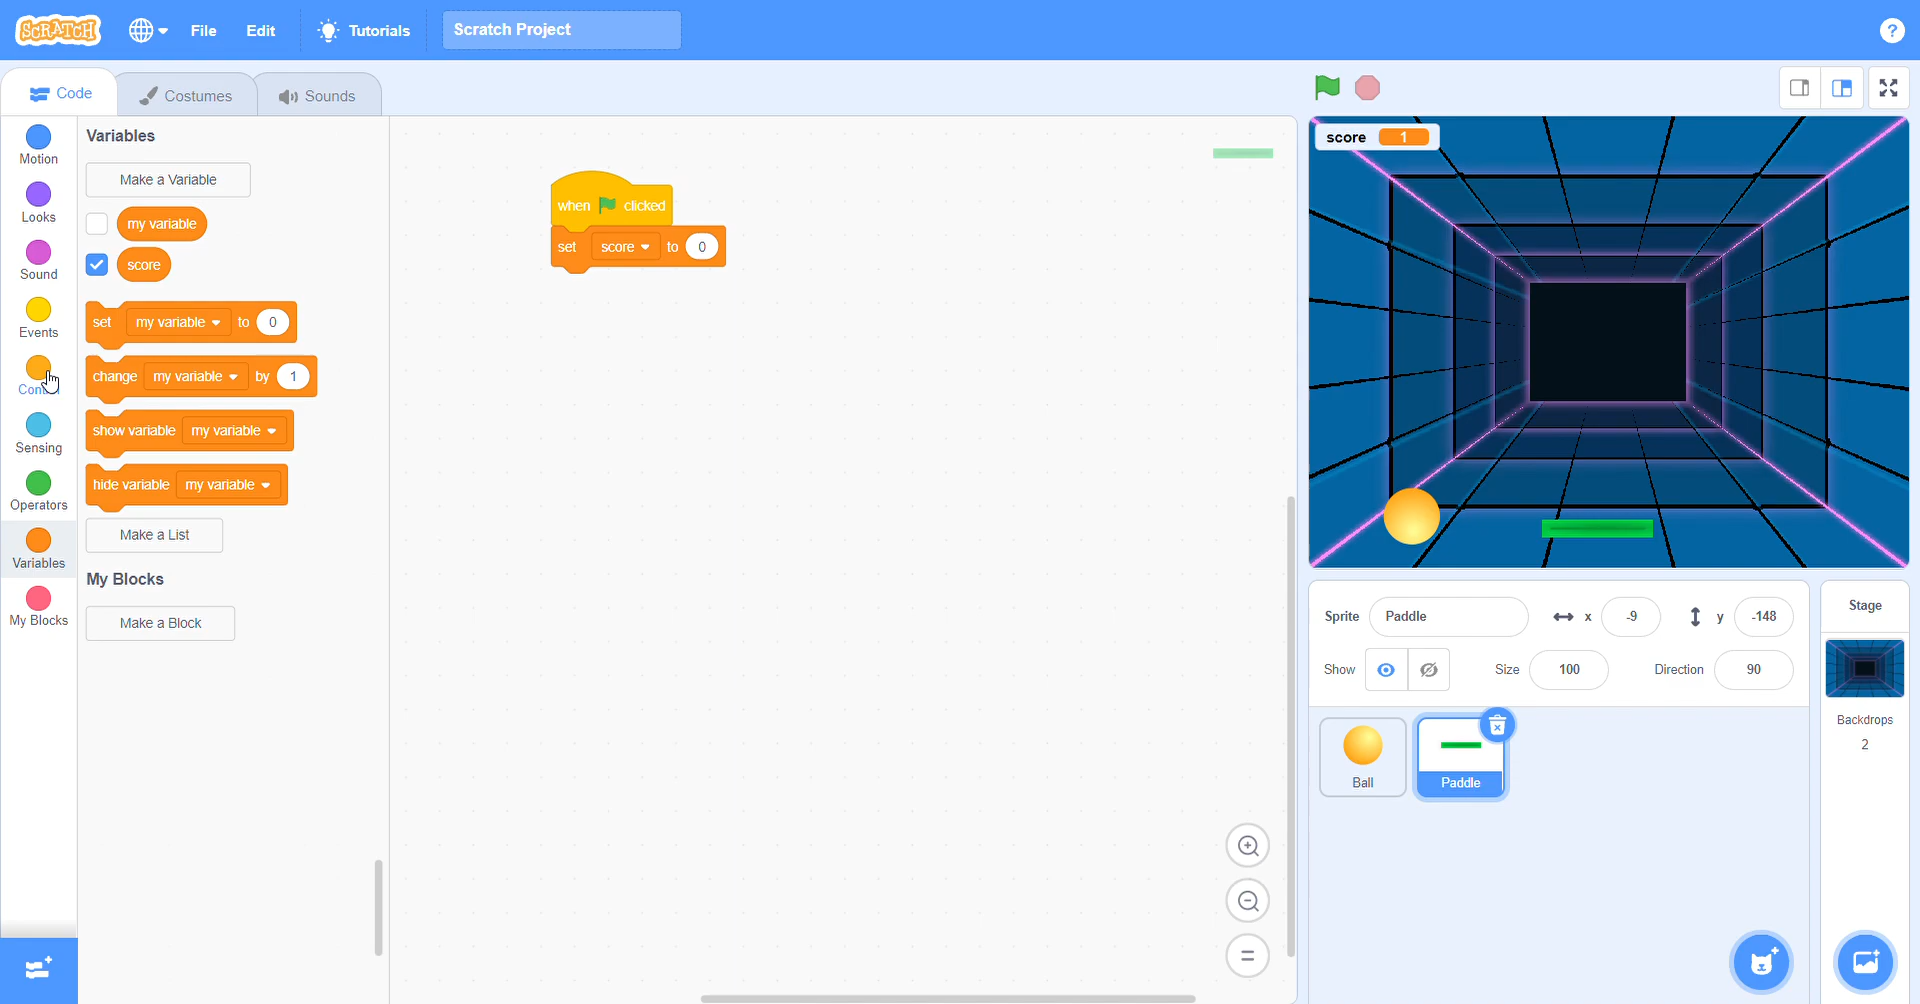 SCRATCH File Edit Tutorials Scratch Project ?
Code Costumes Sounds
Motion
Looks
Sound
Events
Sensing
Operators
Variables
My Blocks
Variables
Make a Variable
my variable
score
set my variable to 0
change my variable by 1
show variable my variable
hide variable my variable
Make a List
My Blocks
Make a Block
when clicked
set score to 0
score 1
Sprite Paddle x -9 y -148
Show Size 100 Direction 90
Ball
Paddle
Stage
Backdrops
2